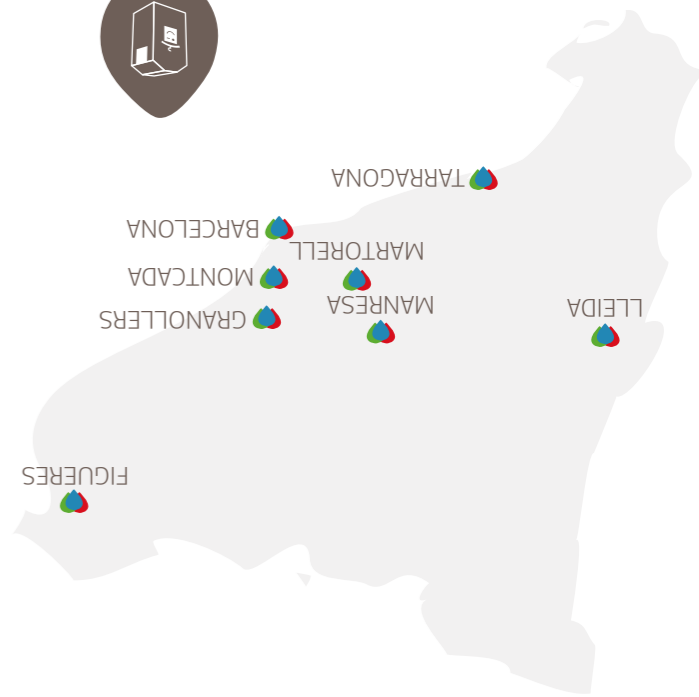 FIGUERES
LLEIDA
MANRESA
GRANOLLERS
MONTCADA
MARTORELL
BARCELONA
TARRAGONA